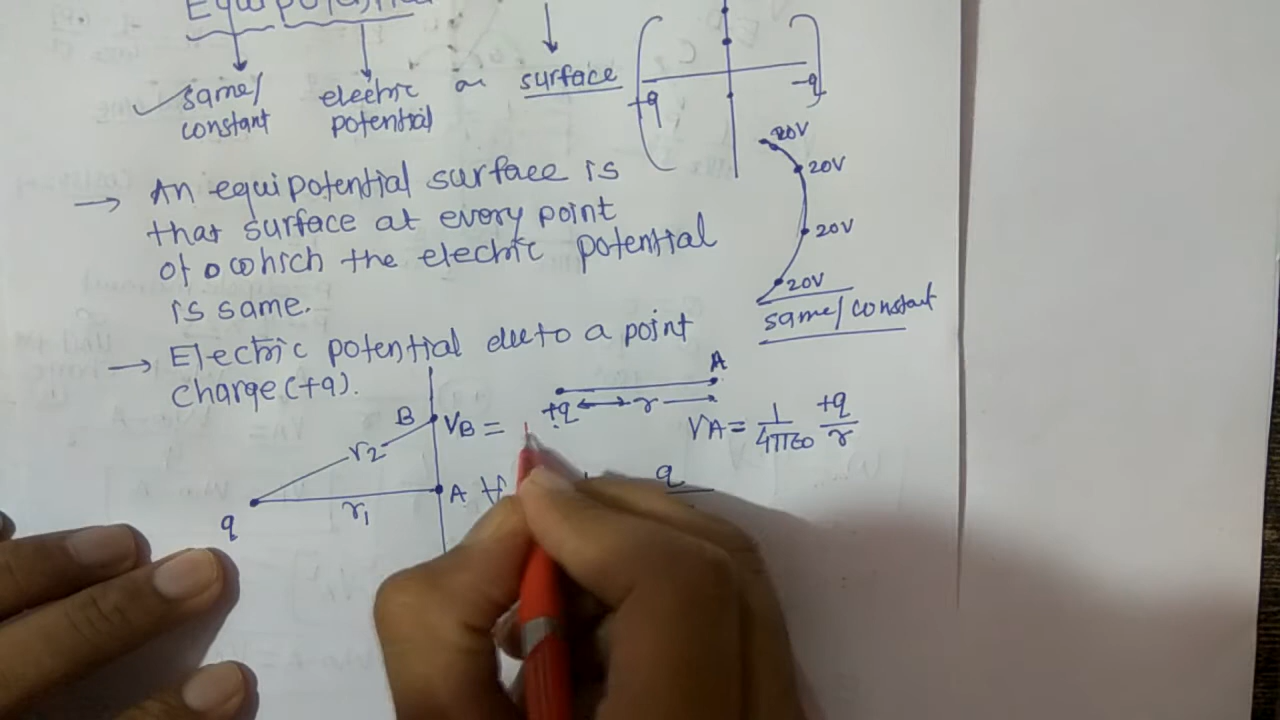 Equipotential
same/ electric or surface
constant potential
+q -q
→ An equipotential surface is
that surface at every point
of which the electric potential
is same.
20V
20V
20V
20V
same/constant
→ Electric potential due to a point
charge (+q).
+q r A
VA = 1/4πε0 +q/r
B VB =
r2
q r1 A
q